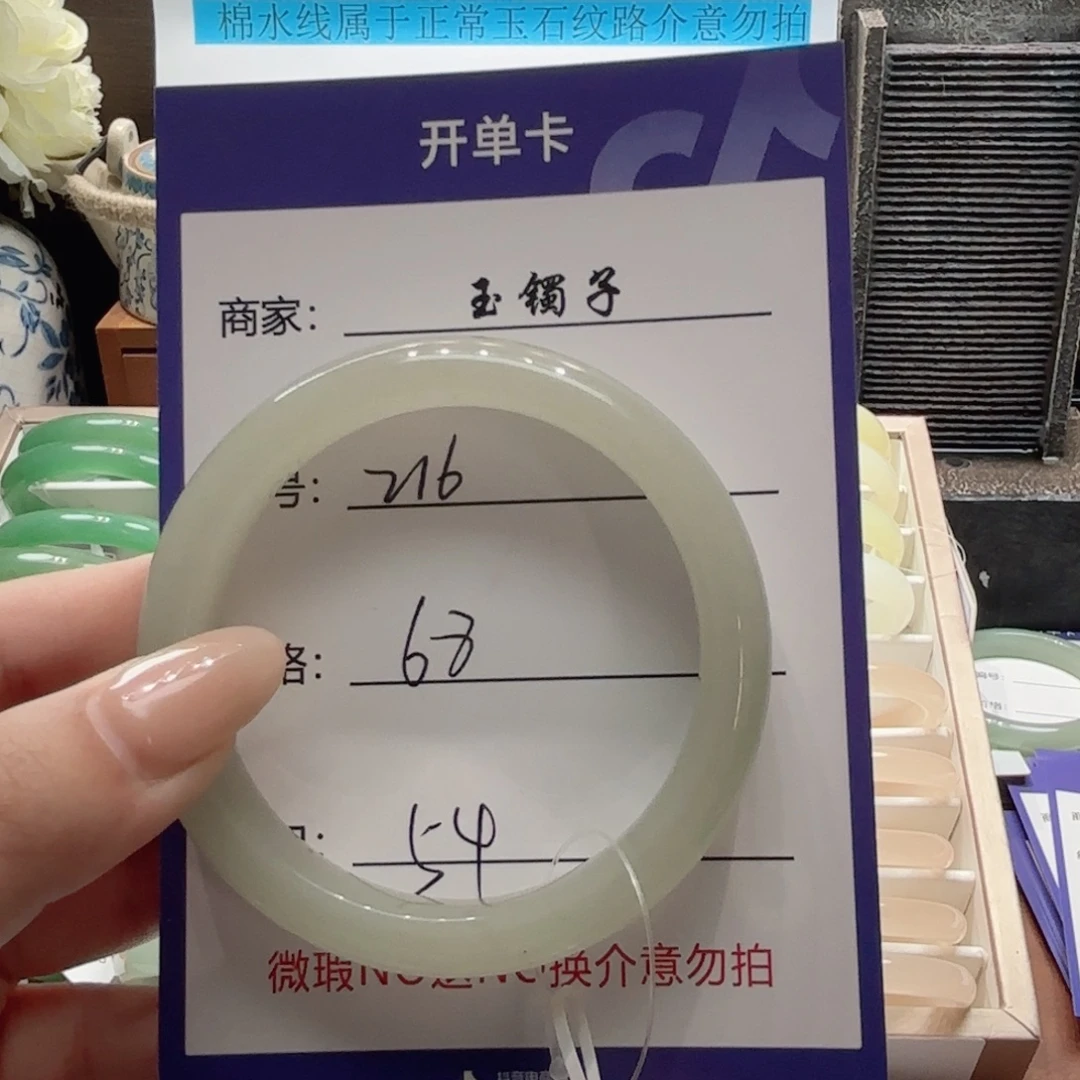 棉水线属于正常玉石纹路介意勿拍
开单卡
商家: 玉镯子
号: 216
格: 68
54
微瑕NO退NO换介意勿拍